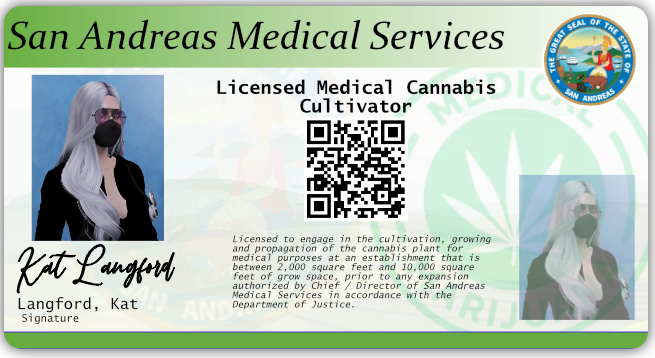 San Andreas Medical Services
THE GREAT SEAL OF THE STATE OF
SAN ANDREAS
Licensed Medical Cannabis
Cultivator
MEDICAL
MARIJU
Licensed to engage in the cultivation, growing
and propagation of the cannabis plant for
medical purposes at an establishment that is
between 2,000 square feet and 10,000 square
feet of grow space, prior to any expansion
authorized by Chief / Director of San Andreas
Medical Services in accordance with the
Department of Justice.
Kat Langford
Langford, Kat
Signature
SAN AND